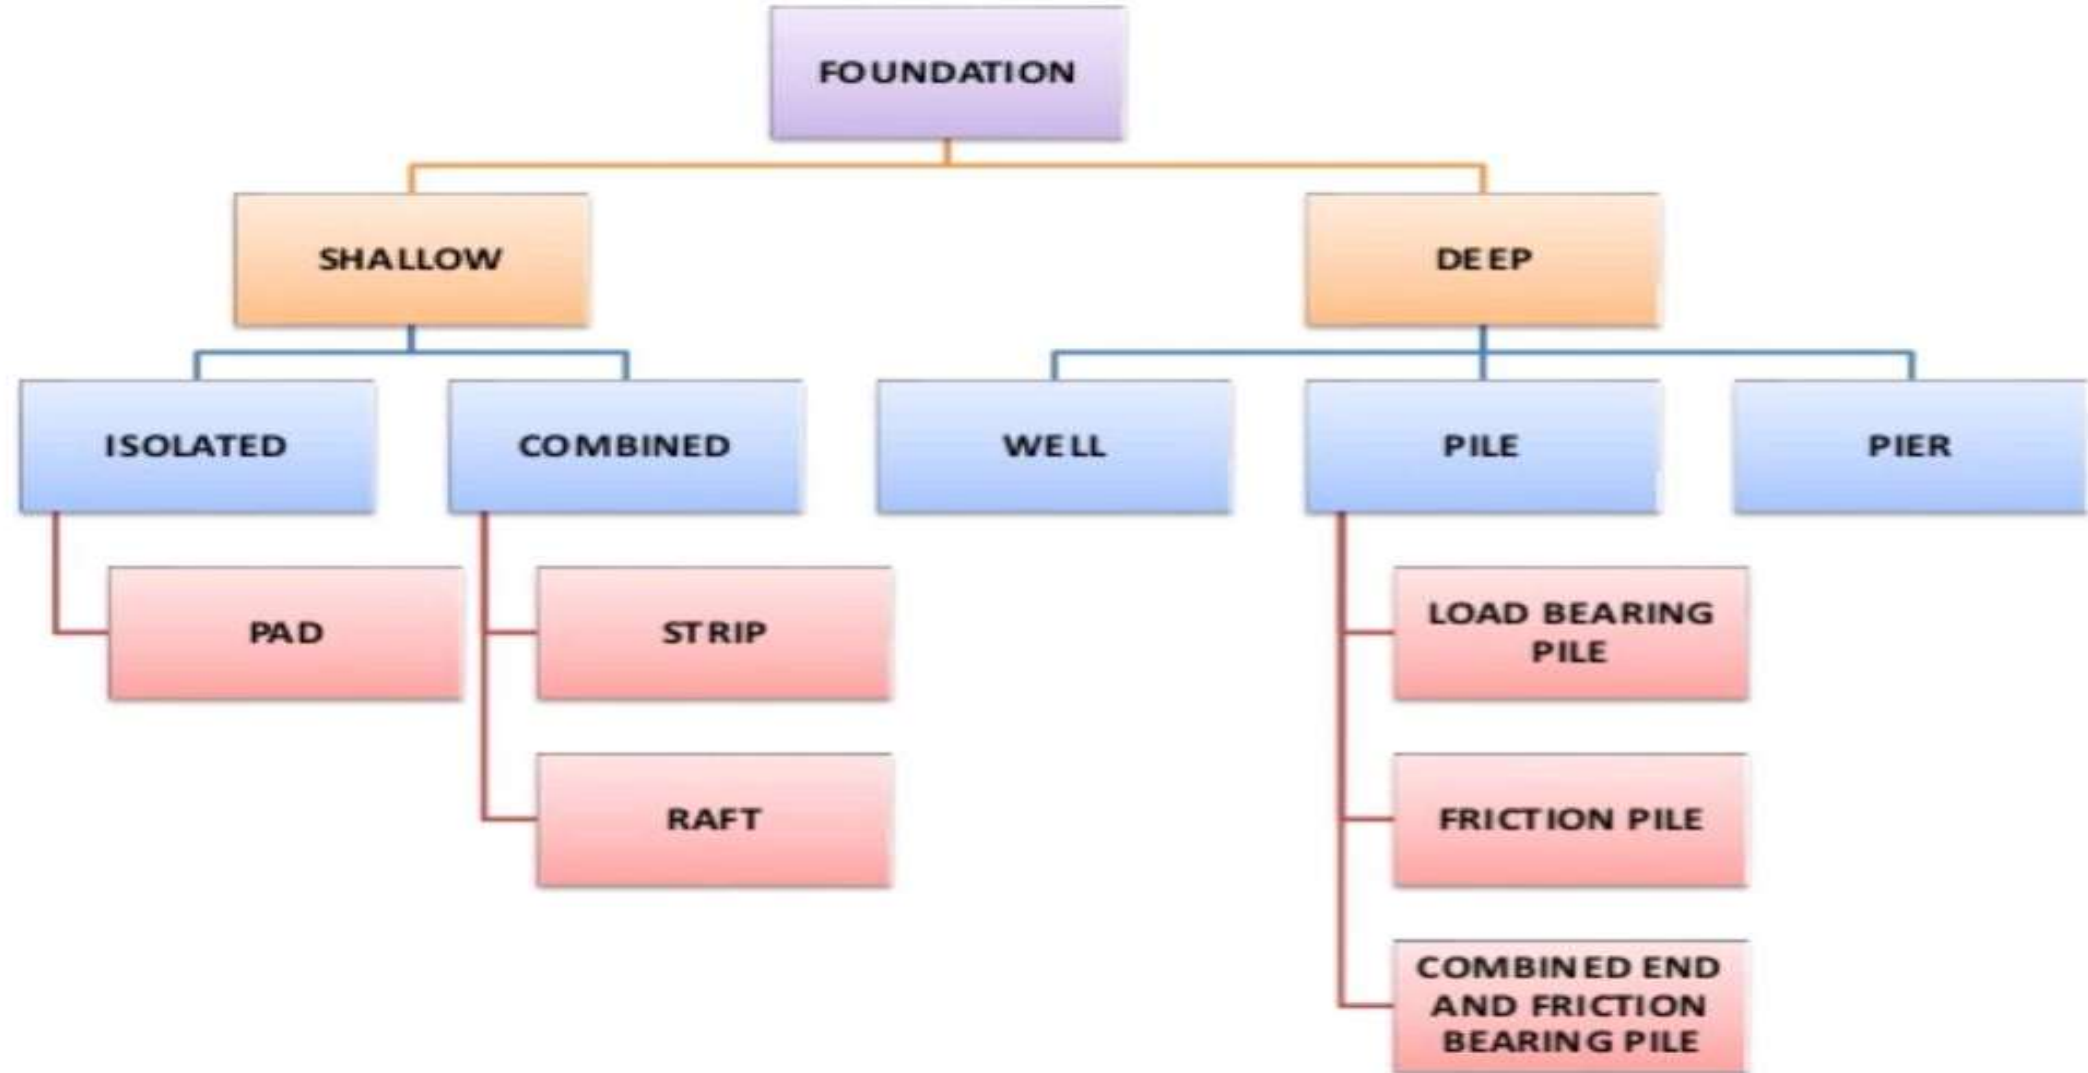 FOUNDATION
SHALLOW
DEEP
ISOLATED
COMBINED
WELL
PILE
PIER
PAD
STRIP
LOAD BEARING
PILE
RAFT
FRICTION PILE
COMBINED END
AND FRICTION
BEARING PILE